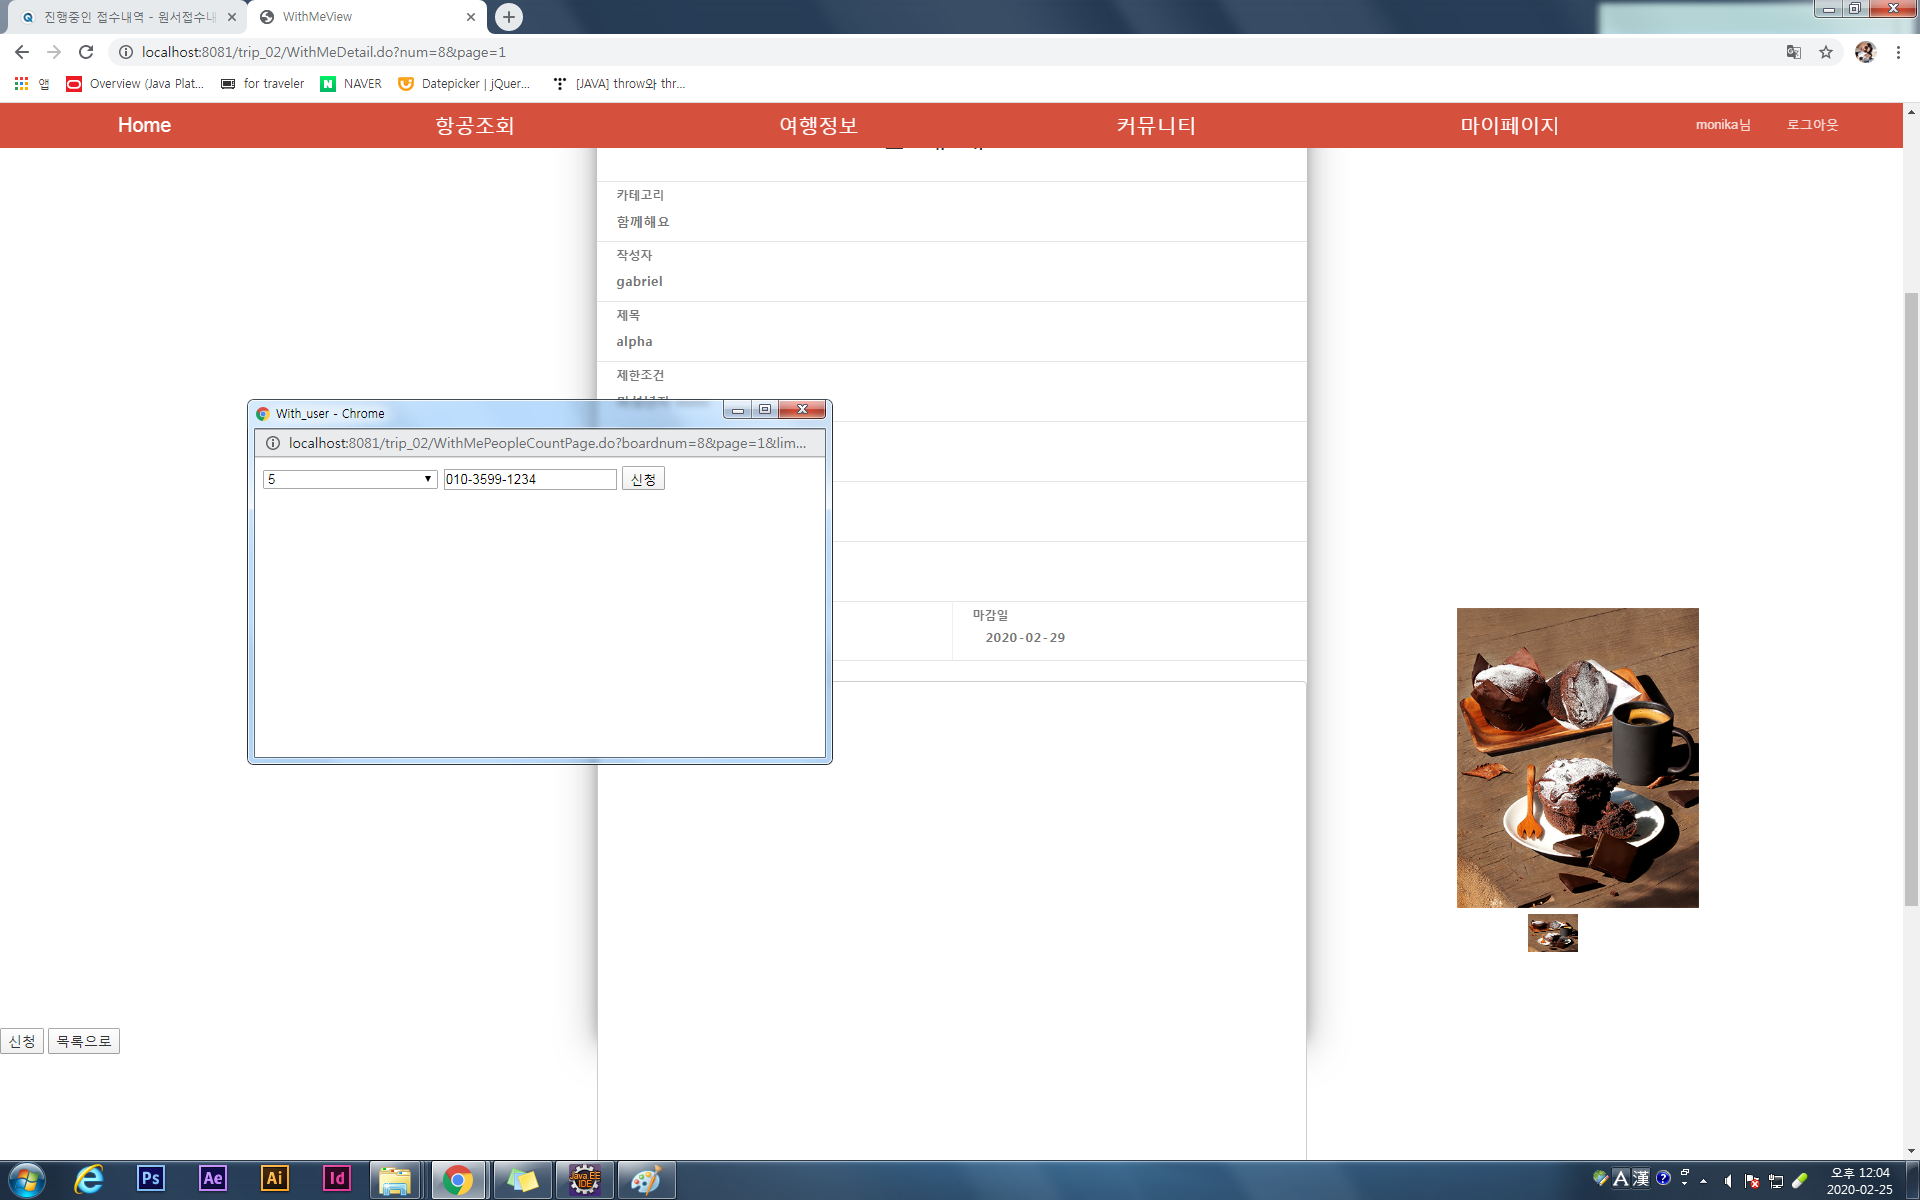 진행중인 접수내역 - 원서접수내
WithMeView
localhost:8081/trip_02/WithMeDetail.do?num=8&page=1
앱
Overview (Java Plat...
for traveler
NAVER
Datepicker | jQuer...
[JAVA] throw와 thr...
Home
항공조회
여행정보
커뮤니티
마이페이지
monika님
로그아웃
카테고리
함께해요
작성자
gabriel
제목
alpha
제한조건
With_user - Chrome
localhost:8081/trip_02/WithMePeopleCountPage.do?boardnum=8&page=1&lim...
5
010-3599-1234
신청
마감일
2020-02-29
신청
목록으로
Ps
Ae
Ai
Id
Java EE
IDE
A
漢
오후 12:04
2020-02-25